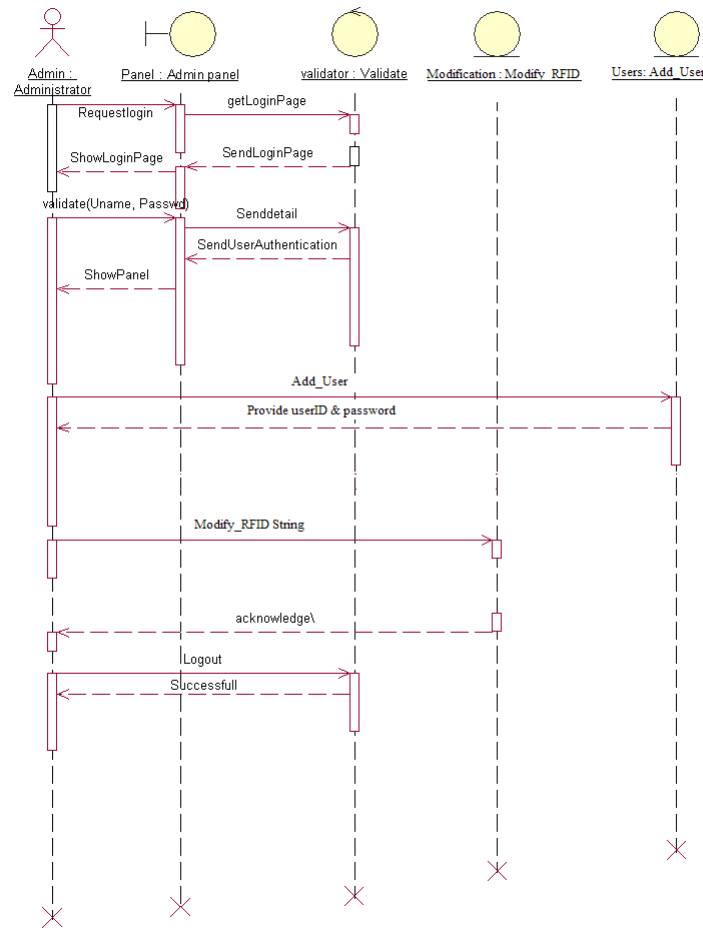 Admin :
Administrator
Panel : Admin panel
validator : Validate
Modification : Modify_RFID
Users: Add_User
getLoginPage
Requestlogin
SendLoginPage
ShowLoginPage
validate(Uname, Passwd)
Senddetail
SendUserAuthentication
ShowPanel
Add_User
Provide userID & password
Modify_RFID String
acknowledge\
Logout
Successfull